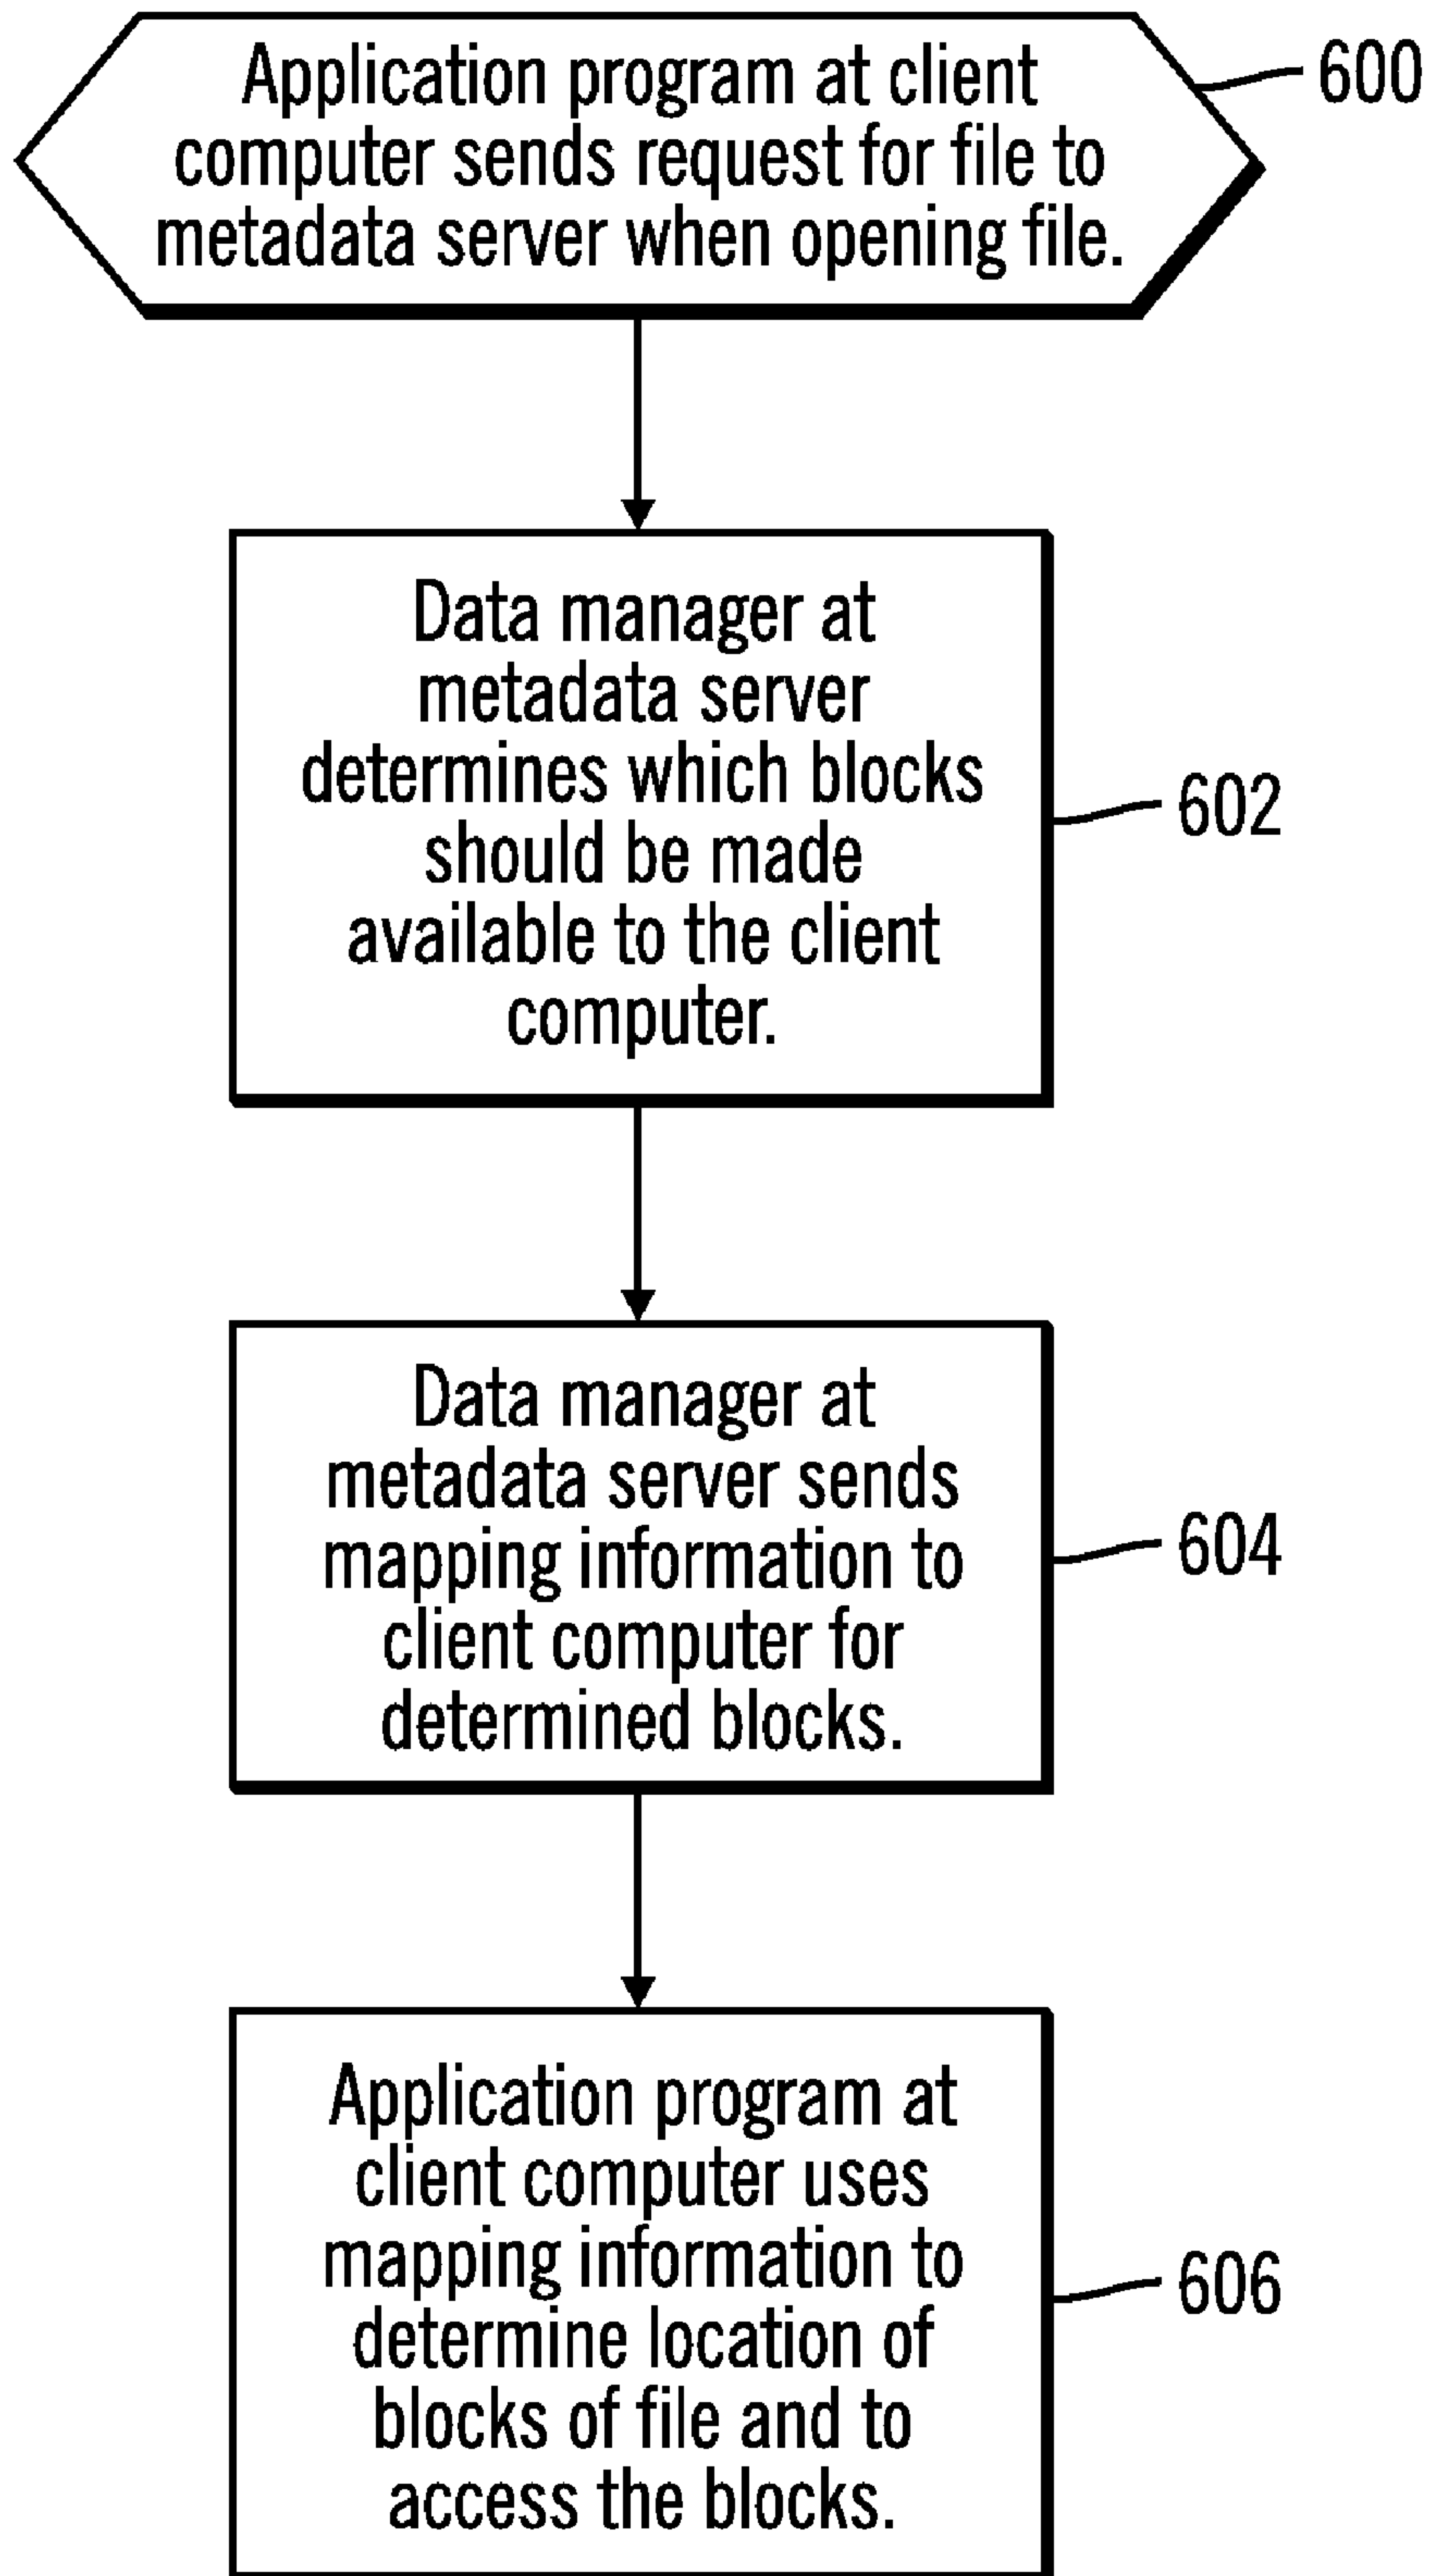 Application program at client
computer sends request for file to
metadata server when opening file.
600
Data manager at
metadata server
determines which blocks
should be made
available to the client
computer.
602
Data manager at
metadata server sends
mapping information to
client computer for
determined blocks.
604
Application program at
client computer uses
mapping information to
determine location of
blocks of file and to
access the blocks.
606